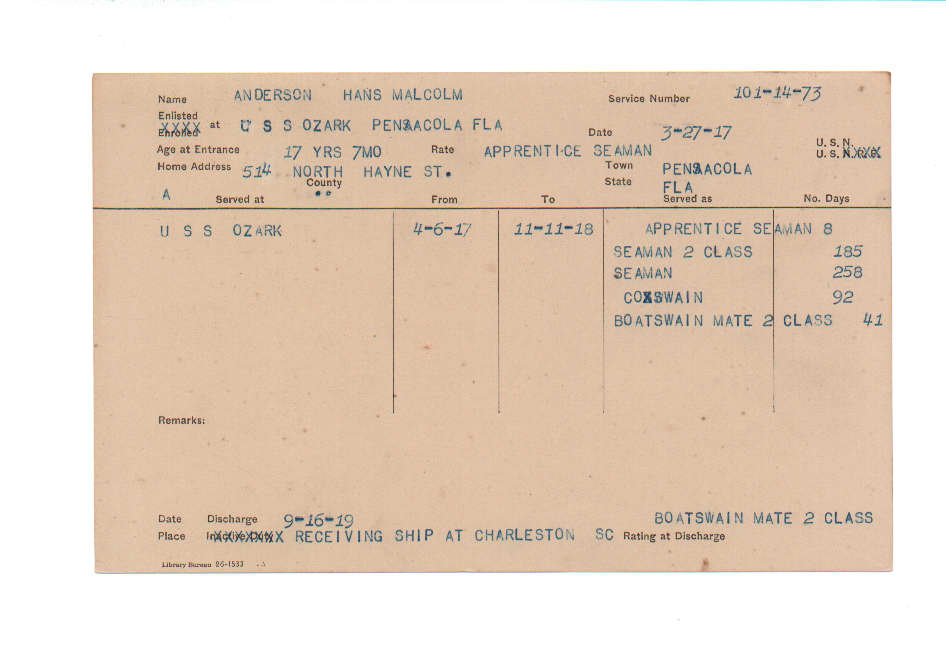 Name ANDERSON HANS MALCOLM Service Number 101-14-73
Enlisted
XXXX Enrolled at U S S OZARK PENSACOLA FLA Date 3-27-17
Age at Entrance 17 YRS 7MO Rate APPRENTICE SEAMAN U. S. N.
U. S. N.R.F.
Home Address 514 NORTH HAYNE ST. Town PENSACOLA
County State FLA
A Served at From To Served as No. Days
U S S OZARK 4-6-17 11-11-18 APPRENTICE SEAMAN 8
SEAMAN 2 CLASS 185
SEAMAN 258
COXSWAIN 92
BOATSWAIN MATE 2 CLASS 41
Remarks:
Date Discharge 9-16-19 BOATSWAIN MATE 2 CLASS
Place Inactive Duty RECEIVING SHIP AT CHARLESTON SC Rating at Discharge
Library Bureau 26-1533